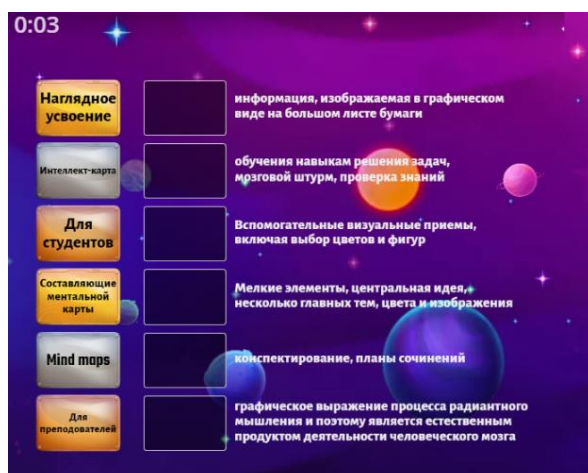 0:03
Наглядное
усвоение
информация, изображаемая в графическом
виде на большом листе бумаги
Интеллект-карта
обучения навыкам решения задач,
мозговой штурм, проверка знаний
Для
студентов
Вспомогательные визуальные приемы,
включая выбор цветов и фигур
Составляющие
ментальной
карты
Мелкие элементы, центральная идея,
несколько главных тем, цвета и изображения
Mind maps
конспектирование, планы сочинений
Для
преподователей
графическое выражение процесса радиантного
мышления и поэтому является естественным
продуктом деятельности человеческого мозга